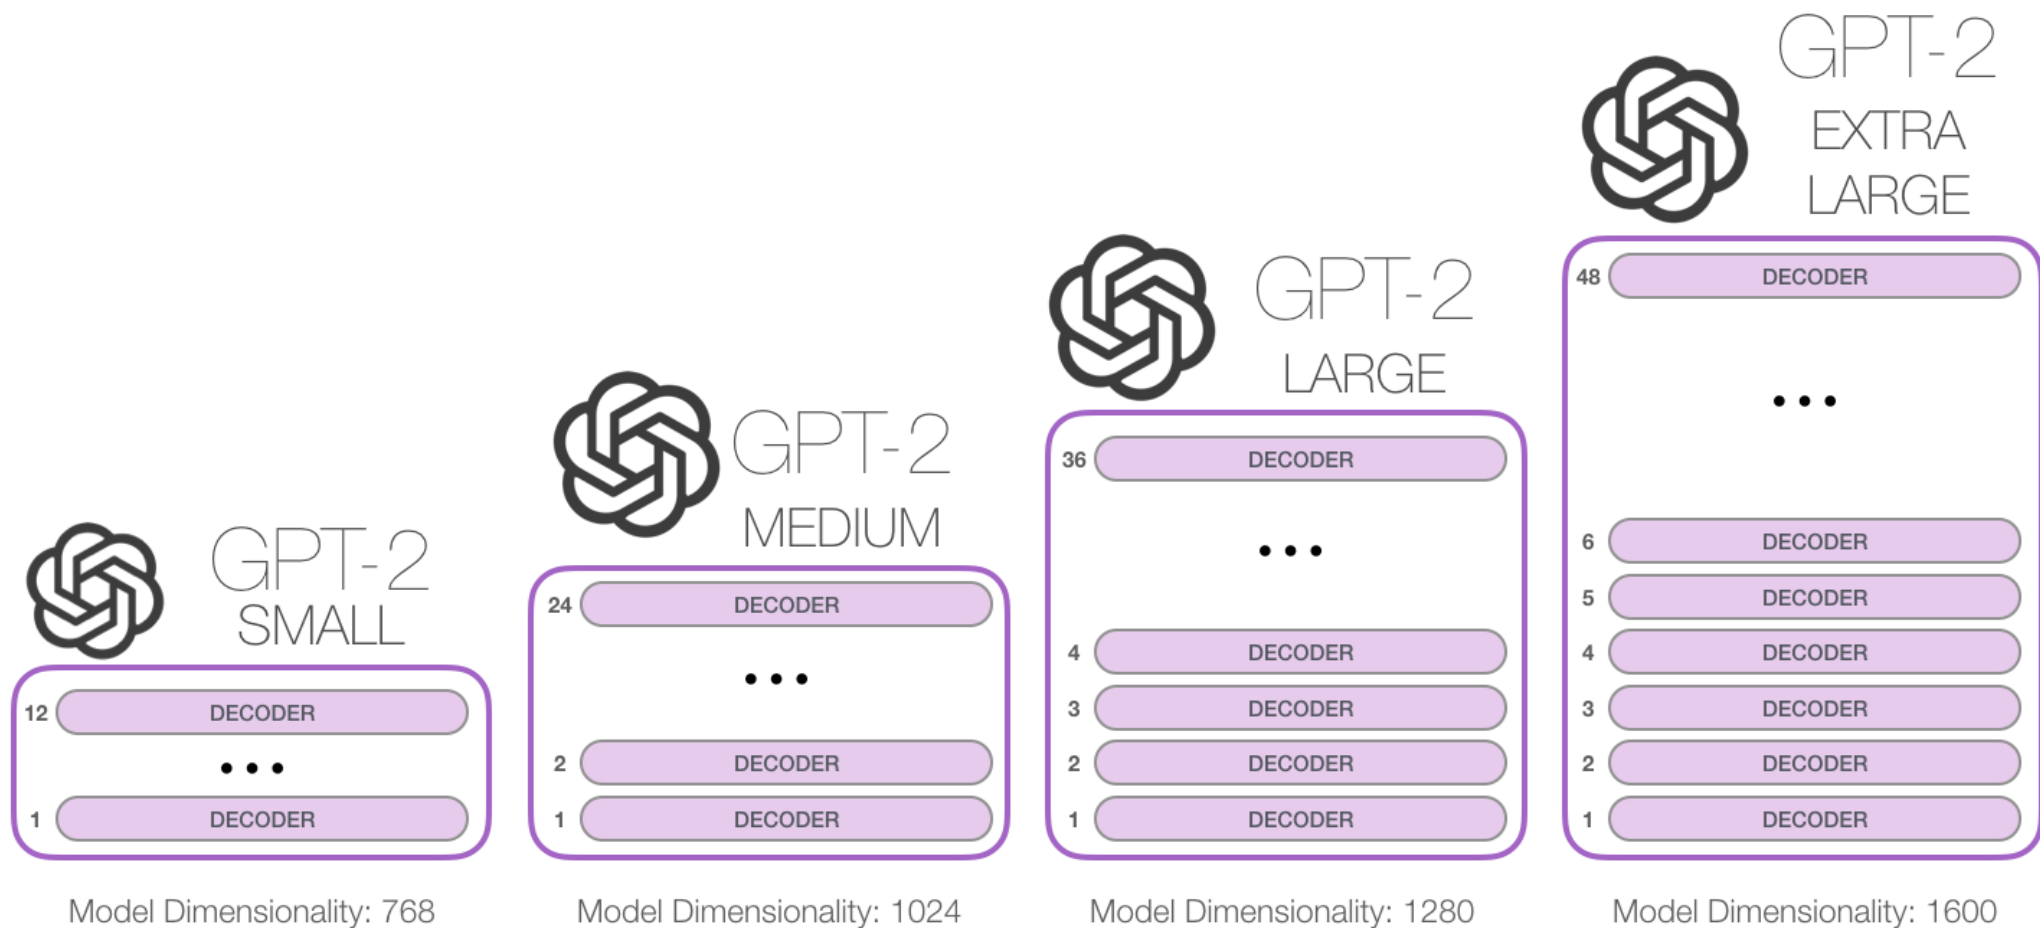 GPT-2
SMALL
12 DECODER
1 DECODER
Model Dimensionality: 768
GPT-2
MEDIUM
24 DECODER
2 DECODER
1 DECODER
Model Dimensionality: 1024
GPT-2
LARGE
36 DECODER
4 DECODER
3 DECODER
2 DECODER
1 DECODER
Model Dimensionality: 1280
GPT-2
EXTRA
LARGE
48 DECODER
6 DECODER
5 DECODER
4 DECODER
3 DECODER
2 DECODER
1 DECODER
Model Dimensionality: 1600